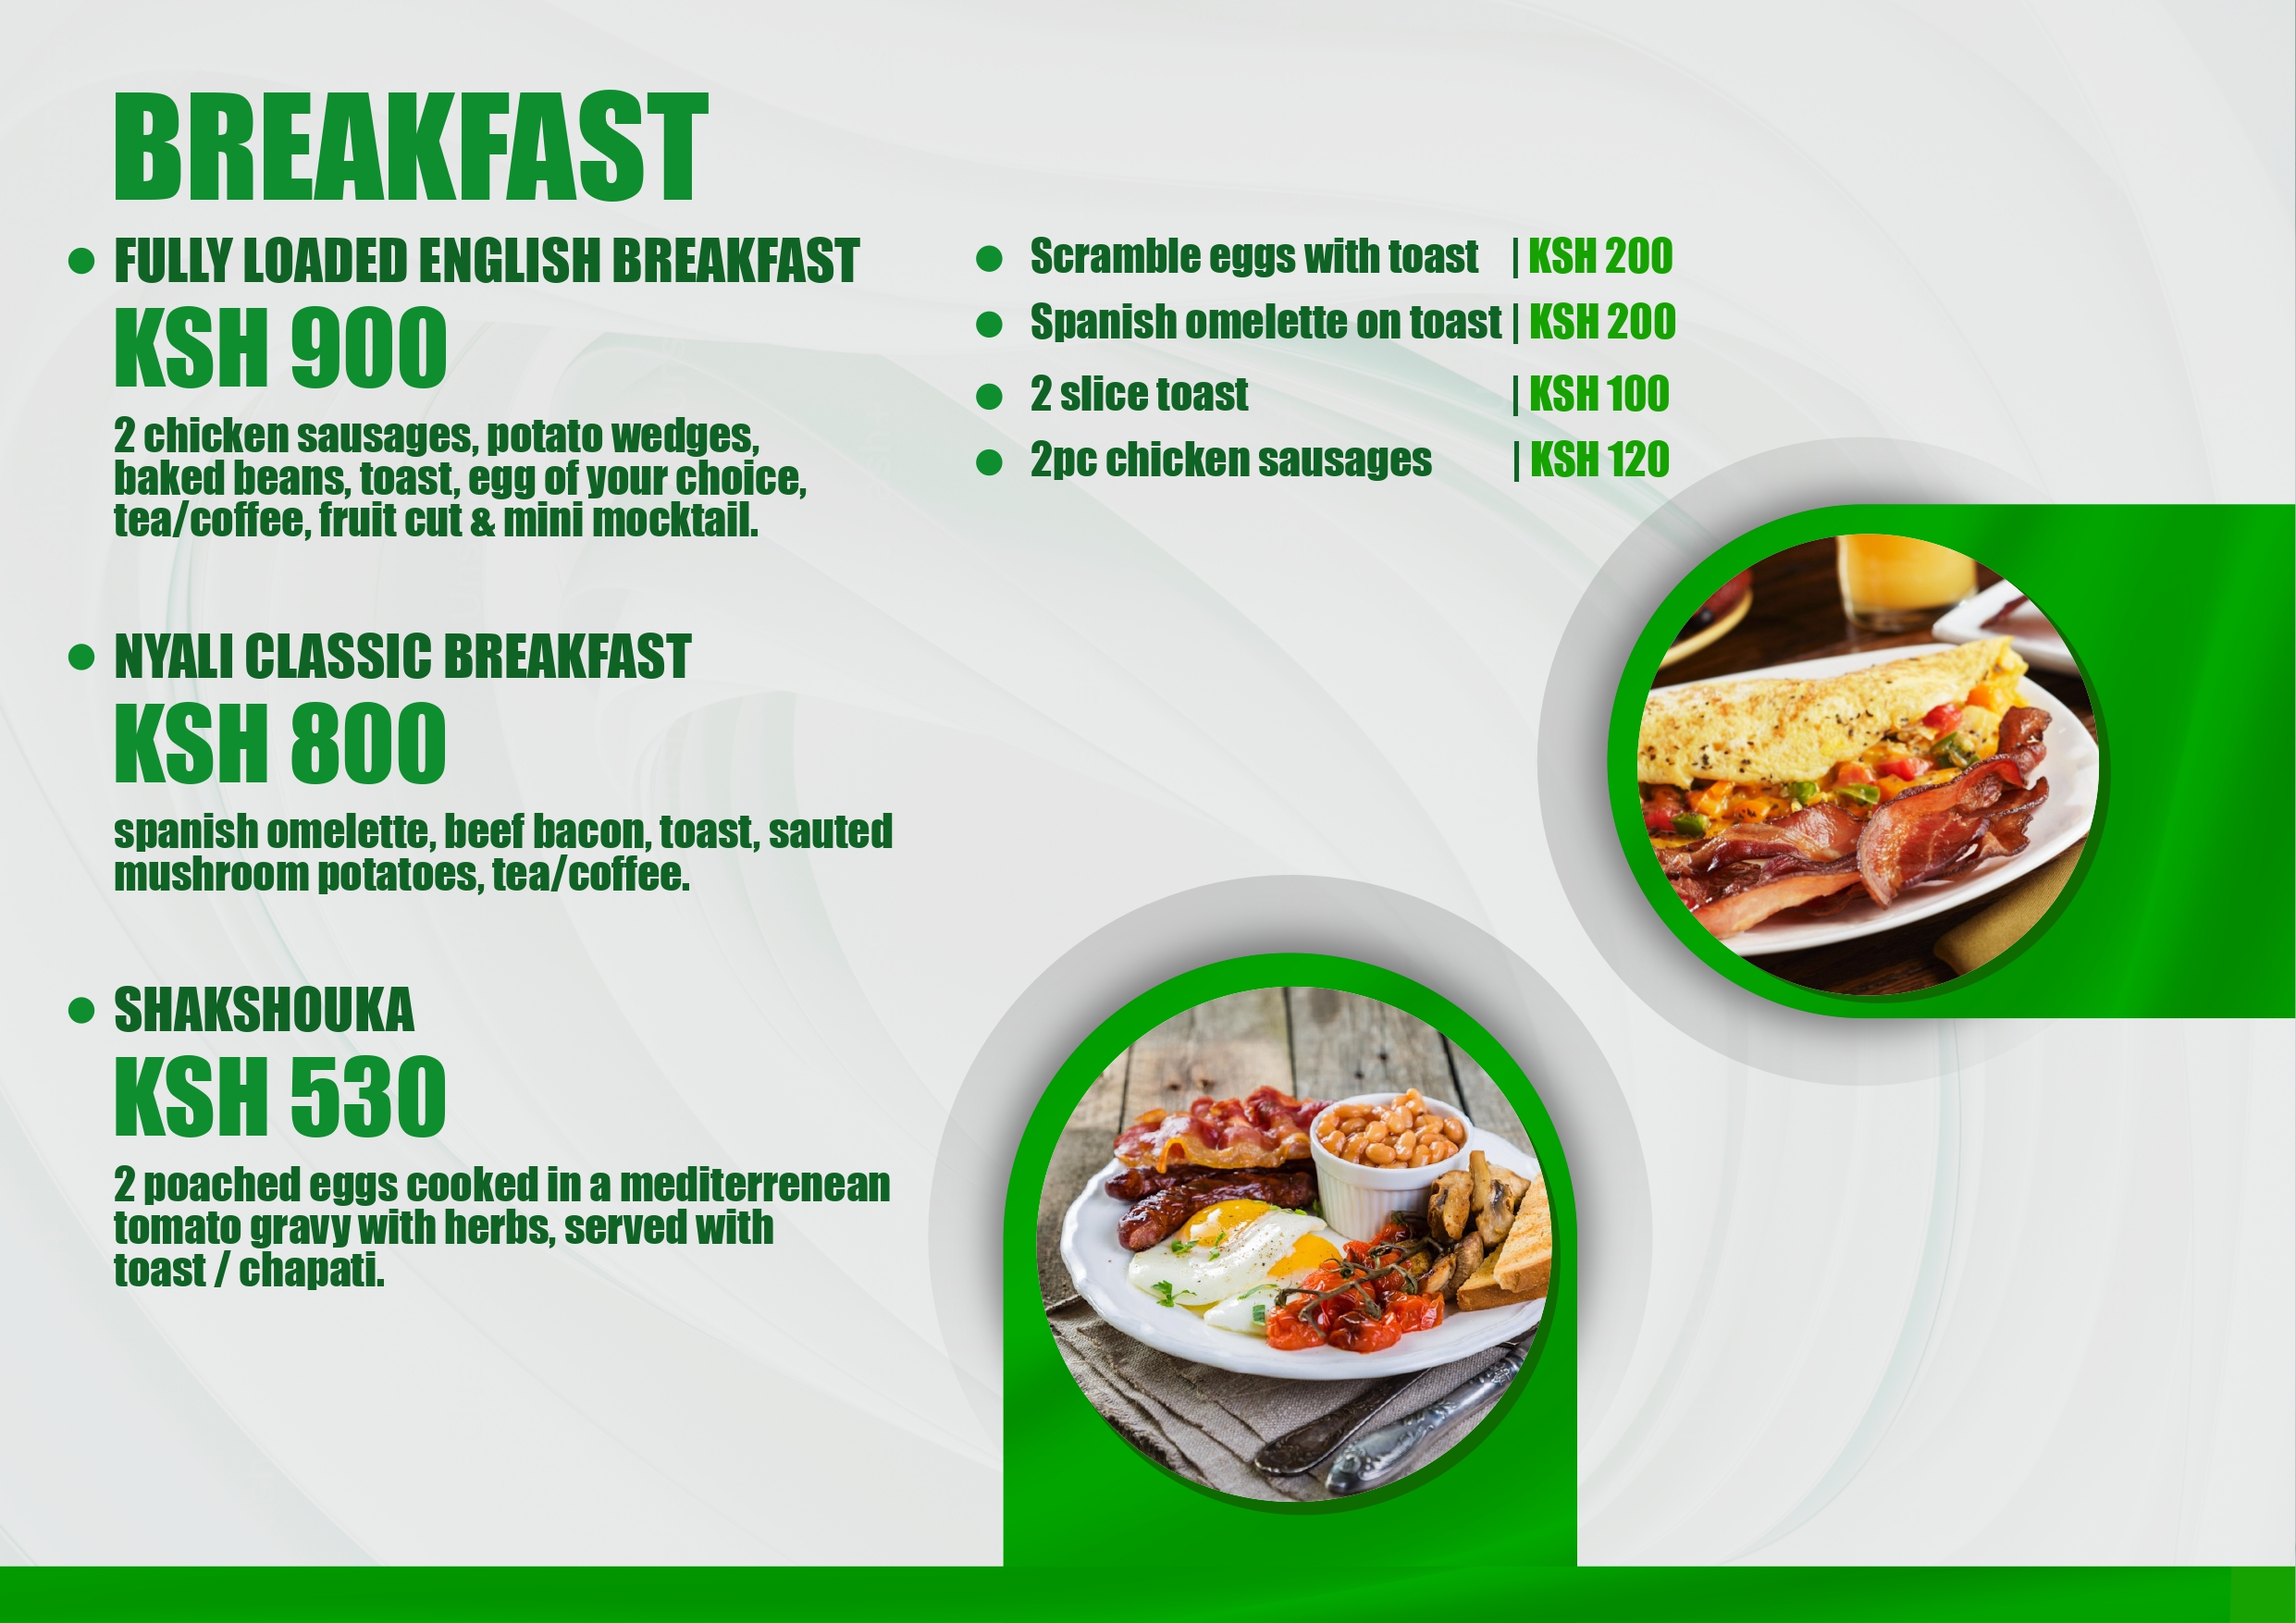 BREAKFAST
FULLY LOADED ENGLISH BREAKFAST
KSH 900
2 chicken sausages, potato wedges,
baked beans, toast, egg of your choice,
tea/coffee, fruit cut & mini mocktail.
NYALI CLASSIC BREAKFAST
KSH 800
spanish omelette, beef bacon, toast, sauted
mushroom potatoes, tea/coffee.
SHAKSHOUKA
KSH 530
2 poached eggs cooked in a mediterrenean
tomato gravy with herbs, served with
toast / chapati.
Scramble eggs with toast | KSH 200
Spanish omelette on toast | KSH 200
2 slice toast | KSH 100
2pc chicken sausages | KSH 120